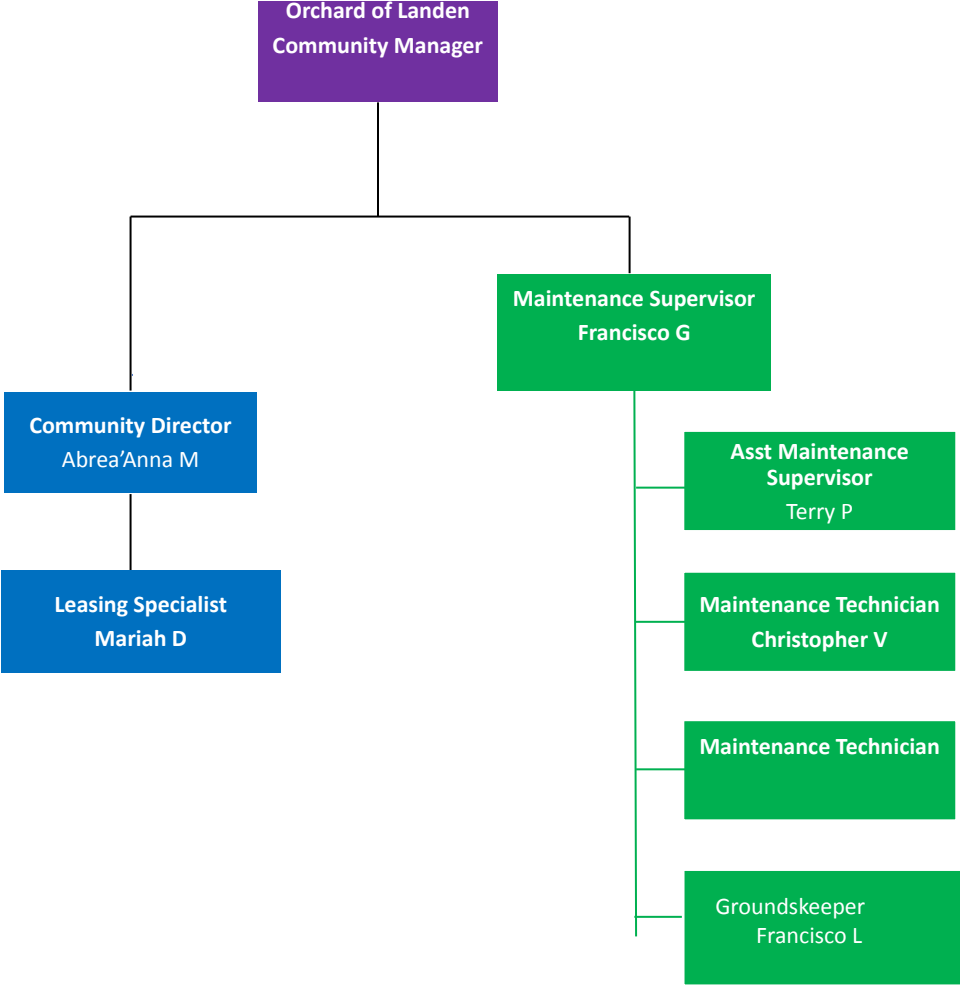 Orchard of Landen
Community Manager
Maintenance Supervisor
Francisco G
Community Director
Abrea’Anna M
Asst Maintenance
Supervisor
Terry P
Leasing Specialist
Mariah D
Maintenance Technician
Christopher V
Maintenance Technician
Groundskeeper
Francisco L